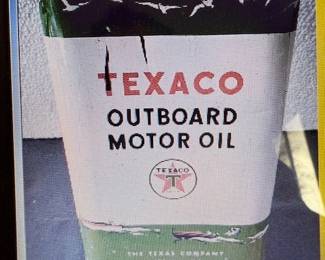 TEXACO
OUTBOARD
MOTOR OIL
TEXACO
T
THE TEXAS COMPANY